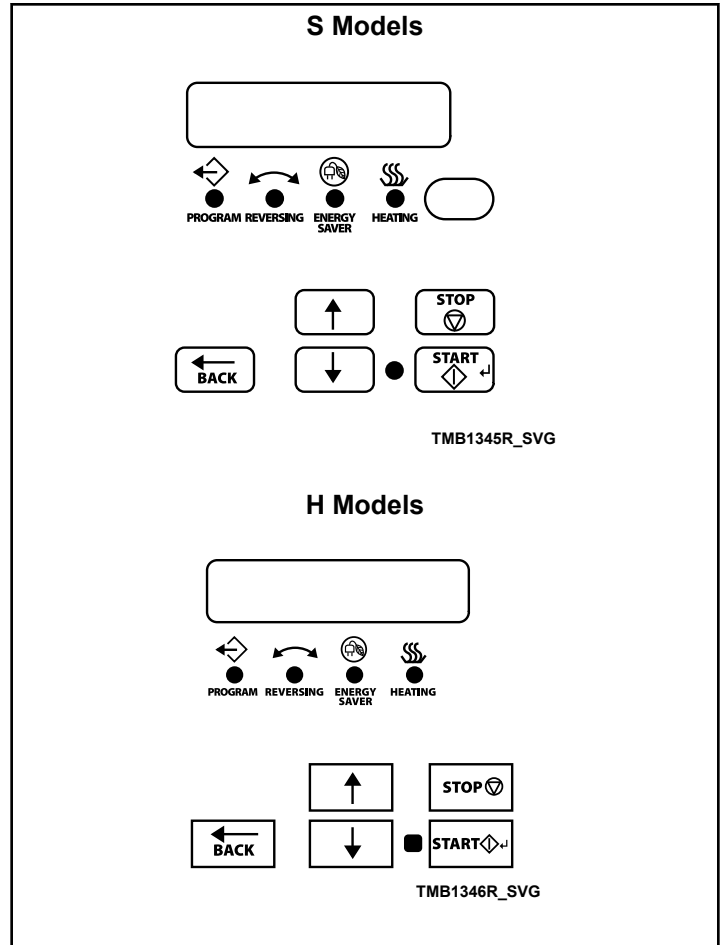 S Models
PROGRAM REVERSING ENERGY SAVER HEATING
STOP
START
BACK
TMB1345R_SVG
H Models
PROGRAM REVERSING ENERGY SAVER HEATING
STOP
START
BACK
TMB1346R_SVG